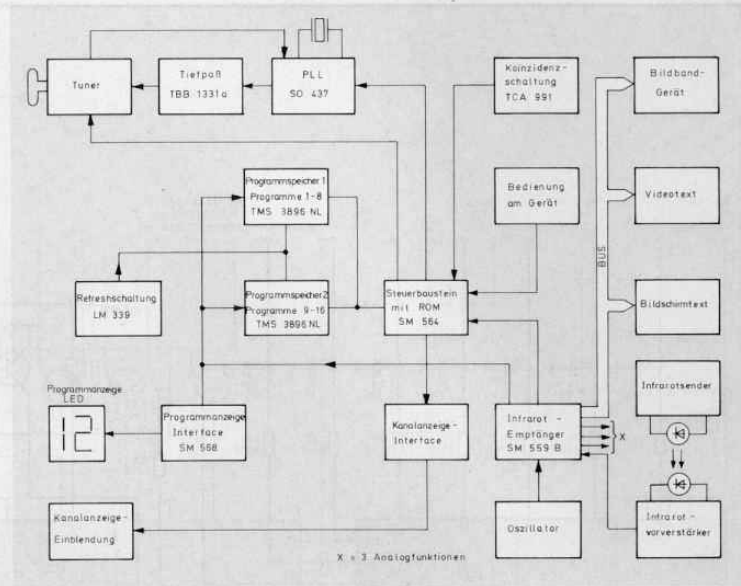 Tuner
Tiefpaß
TBB 1331a
PLL
SO 437
Koinzidenz-
schaltung
TCA 991
Bildband-
Gerät
Programmspeicher 1
Programme 1-8
TMS 3896 NL
Bedienung
am Gerät
Videotext
BUS
Refreshschaltung
LM 339
Programmspeicher 2
Programme 9-16
TMS 3896 NL
Steuerbaustein
mit ROM
SM 564
Bildschirmtext
Infrarotsender
Programmanzeige
LED
12
Programmanzeige
Interface
SM 568
Kanalanzeige-
Interface
Infrarot -
Empfänger
SM 559 B
X
Kanalanzeige-
Einblendung
Oszillator
Infrarot -
vorverstärker
X = 3 Analogfunktionen